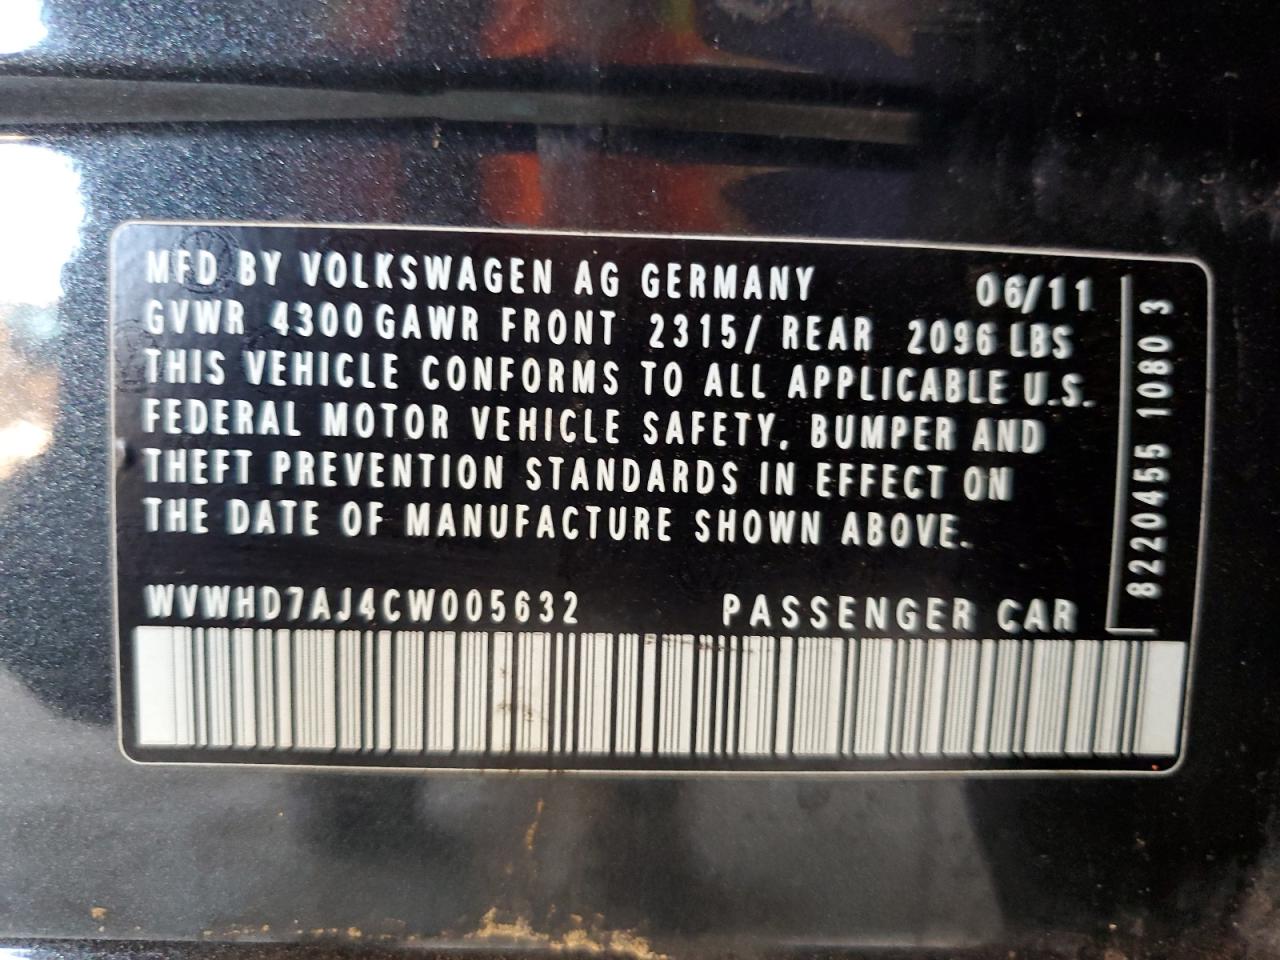 MFD BY VOLKSWAGEN AG GERMANY 06/11
GVWR 4300 GAWR FRONT 2315/ REAR 2096 LBS
THIS VEHICLE CONFORMS TO ALL APPLICABLE U.S.
FEDERAL MOTOR VEHICLE SAFETY, BUMPER AND
THEFT PREVENTION STANDARDS IN EFFECT ON
THE DATE OF MANUFACTURE SHOWN ABOVE.
WVWHD7AJ4CW005632 PASSENGER CAR
8220455 1080 3